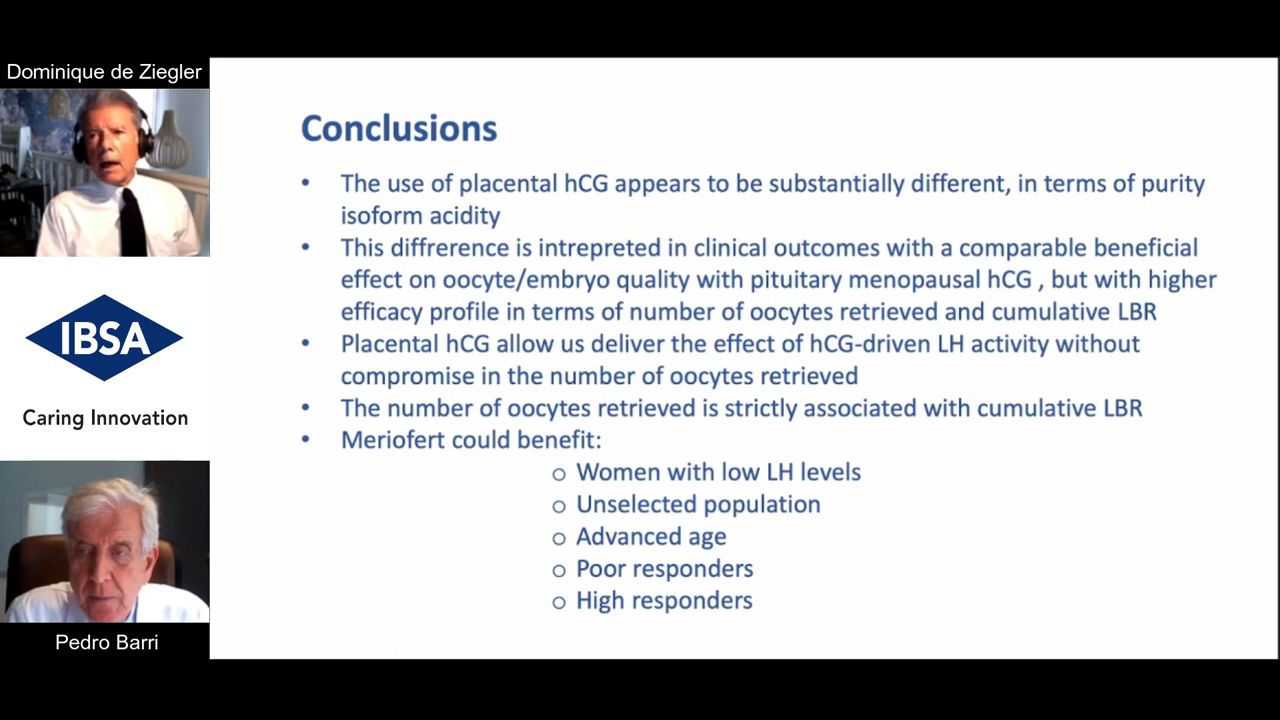 Dominique de Ziegler
IBSA
Caring Innovation
Pedro Barri
Conclusions
• The use of placental hCG appears to be substantially different, in terms of purity
isoform acidity
• This diffrerence is intrepreted in clinical outcomes with a comparable beneficial
effect on oocyte/embryo quality with pituitary menopausal hCG , but with higher
efficacy profile in terms of number of oocytes retrieved and cumulative LBR
• Placental hCG allow us deliver the effect of hCG-driven LH activity without
compromise in the number of oocytes retrieved
• The number of oocytes retrieved is strictly associated with cumulative LBR
• Meriofert could benefit:
o Women with low LH levels
o Unselected population
o Advanced age
o Poor responders
o High responders